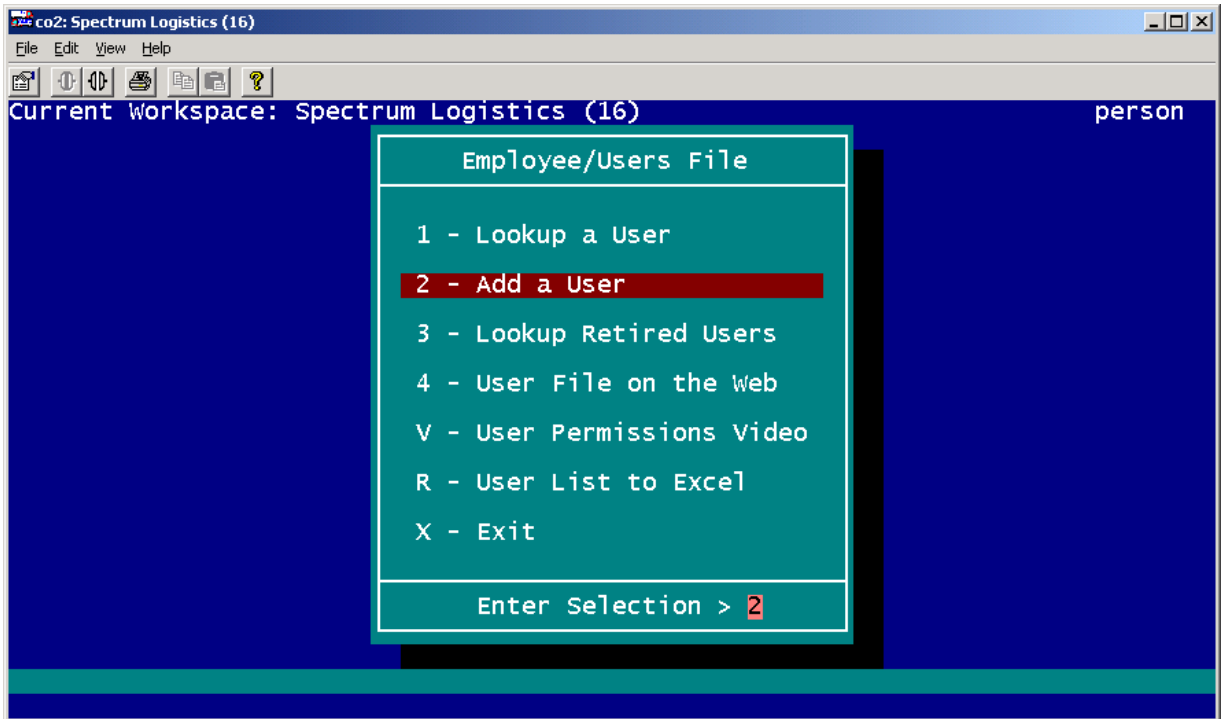 co2: Spectrum Logistics (16)
File Edit View Help
Current Workspace: Spectrum Logistics (16) person
Employee/Users File
1 - Lookup a User
2 - Add a User
3 - Lookup Retired Users
4 - User File on the Web
V - User Permissions Video
R - User List to Excel
X - Exit
Enter Selection > 2